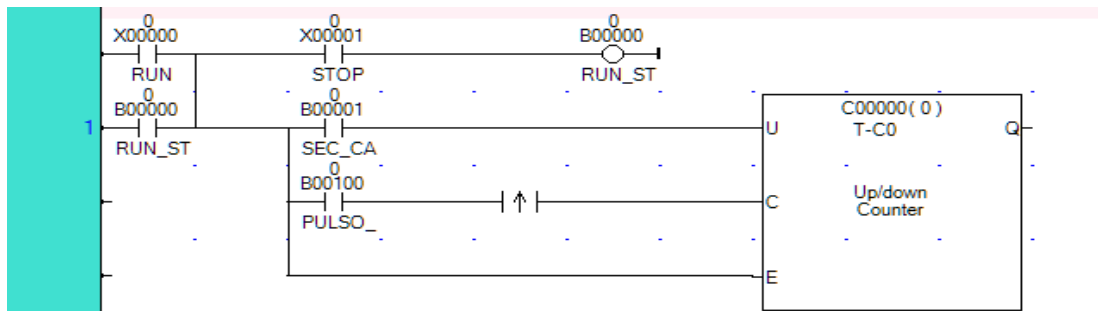 0 0 0
X00000 X00001 B00000
RUN STOP RUN_ST
0 0
B00000 B00001 C00000( 0 )
1 U T-C0 Q
RUN_ST SEC_CA
0
B00100 Up/down
C Counter
PULSO_
E